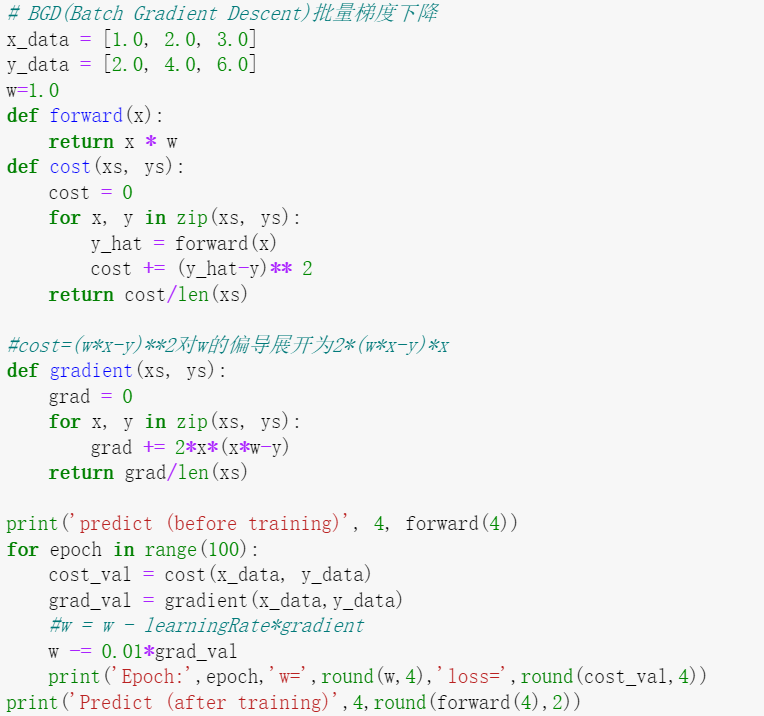 # BGD(Batch Gradient Descent)批量梯度下降
x_data = [1.0, 2.0, 3.0]
y_data = [2.0, 4.0, 6.0]
w=1.0
def forward(x):
    return x * w
def cost(xs, ys):
    cost = 0
    for x, y in zip(xs, ys):
        y_hat = forward(x)
        cost += (y_hat-y)** 2
    return cost/len(xs)

#cost=(w*x-y)**2对w的偏导展开为2*(w*x-y)*x
def gradient(xs, ys):
    grad = 0
    for x, y in zip(xs, ys):
        grad += 2*x*(x*w-y)
    return grad/len(xs)

print('predict (before training)', 4, forward(4))
for epoch in range(100):
    cost_val = cost(x_data, y_data)
    grad_val = gradient(x_data,y_data)
    #w = w - learningRate*gradient
    w -= 0.01*grad_val
    print('Epoch:',epoch,'w=',round(w,4),'loss=',round(cost_val,4))
print('Predict (after training)',4,round(forward(4),2))